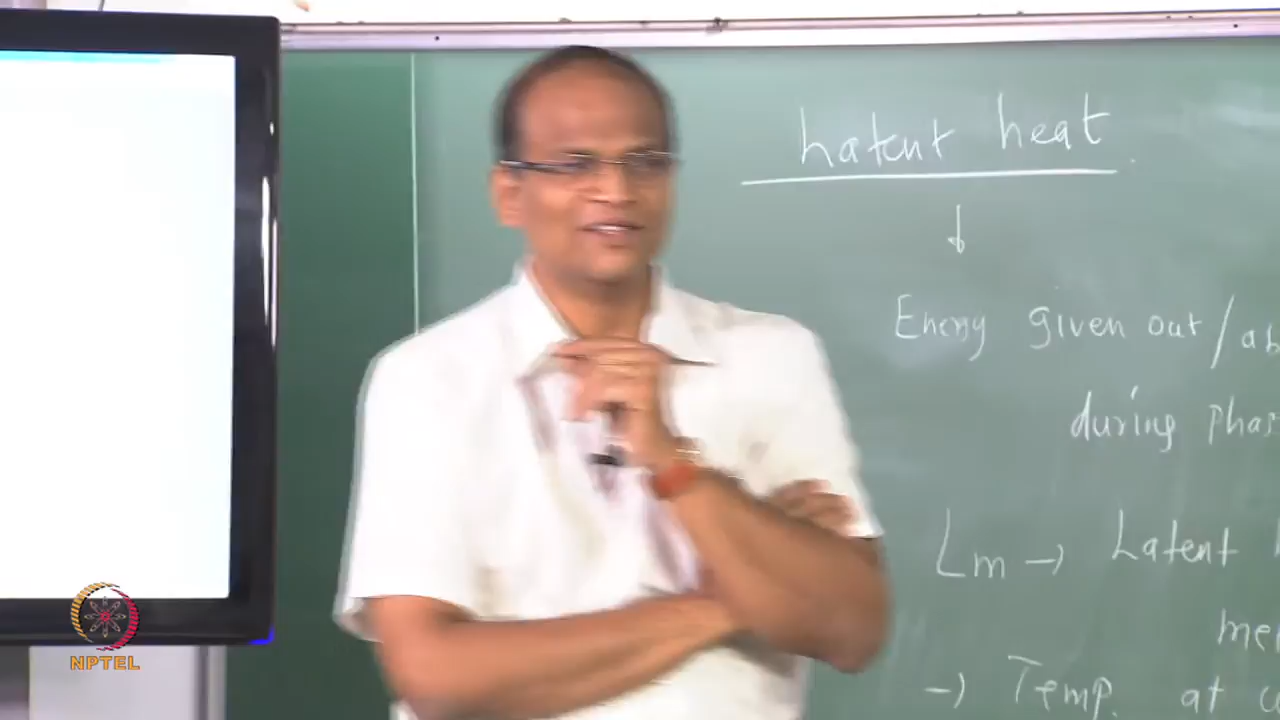 Latent heat
Energy given out / ab
during phas
Lm → Latent
me
→ Temp. at
NPTEL